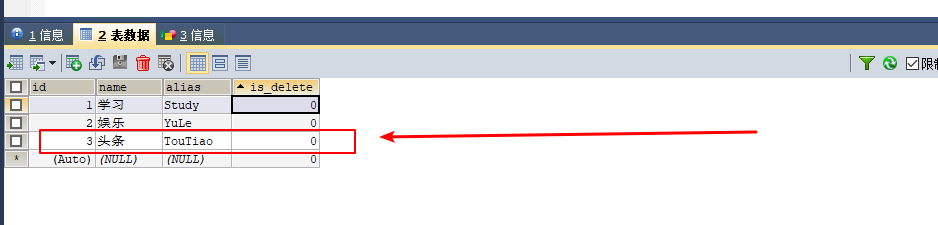 1 信息 2 表数据 3 信息
限制
id name alias is_delete
1 学习 Study 0
2 娱乐 YuLe 0
3 头条 TouTiao 0
* (Auto) (NULL) (NULL) 0